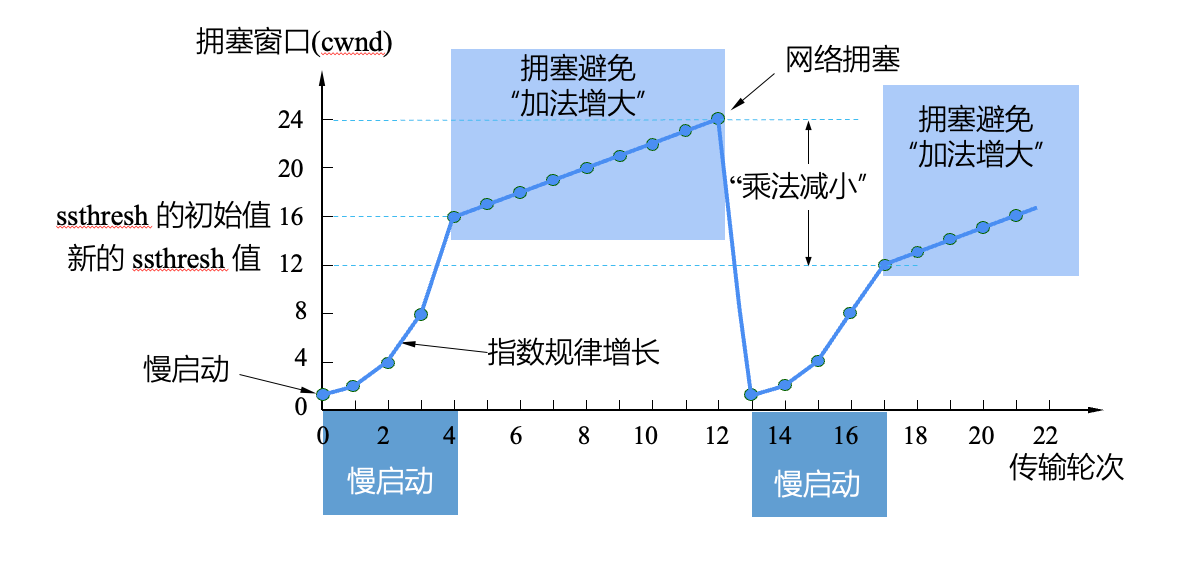 拥塞窗口(cwnd)
拥塞避免
“加法增大”
网络拥塞
拥塞避免
“加法增大”
24
20
“乘法减小”
ssthresh 的初始值 16
新的 ssthresh 值 12
8
指数规律增长
4
慢启动
0
0 2 4 6 8 10 12 14 16 18 20 22
传输轮次
慢启动
慢启动